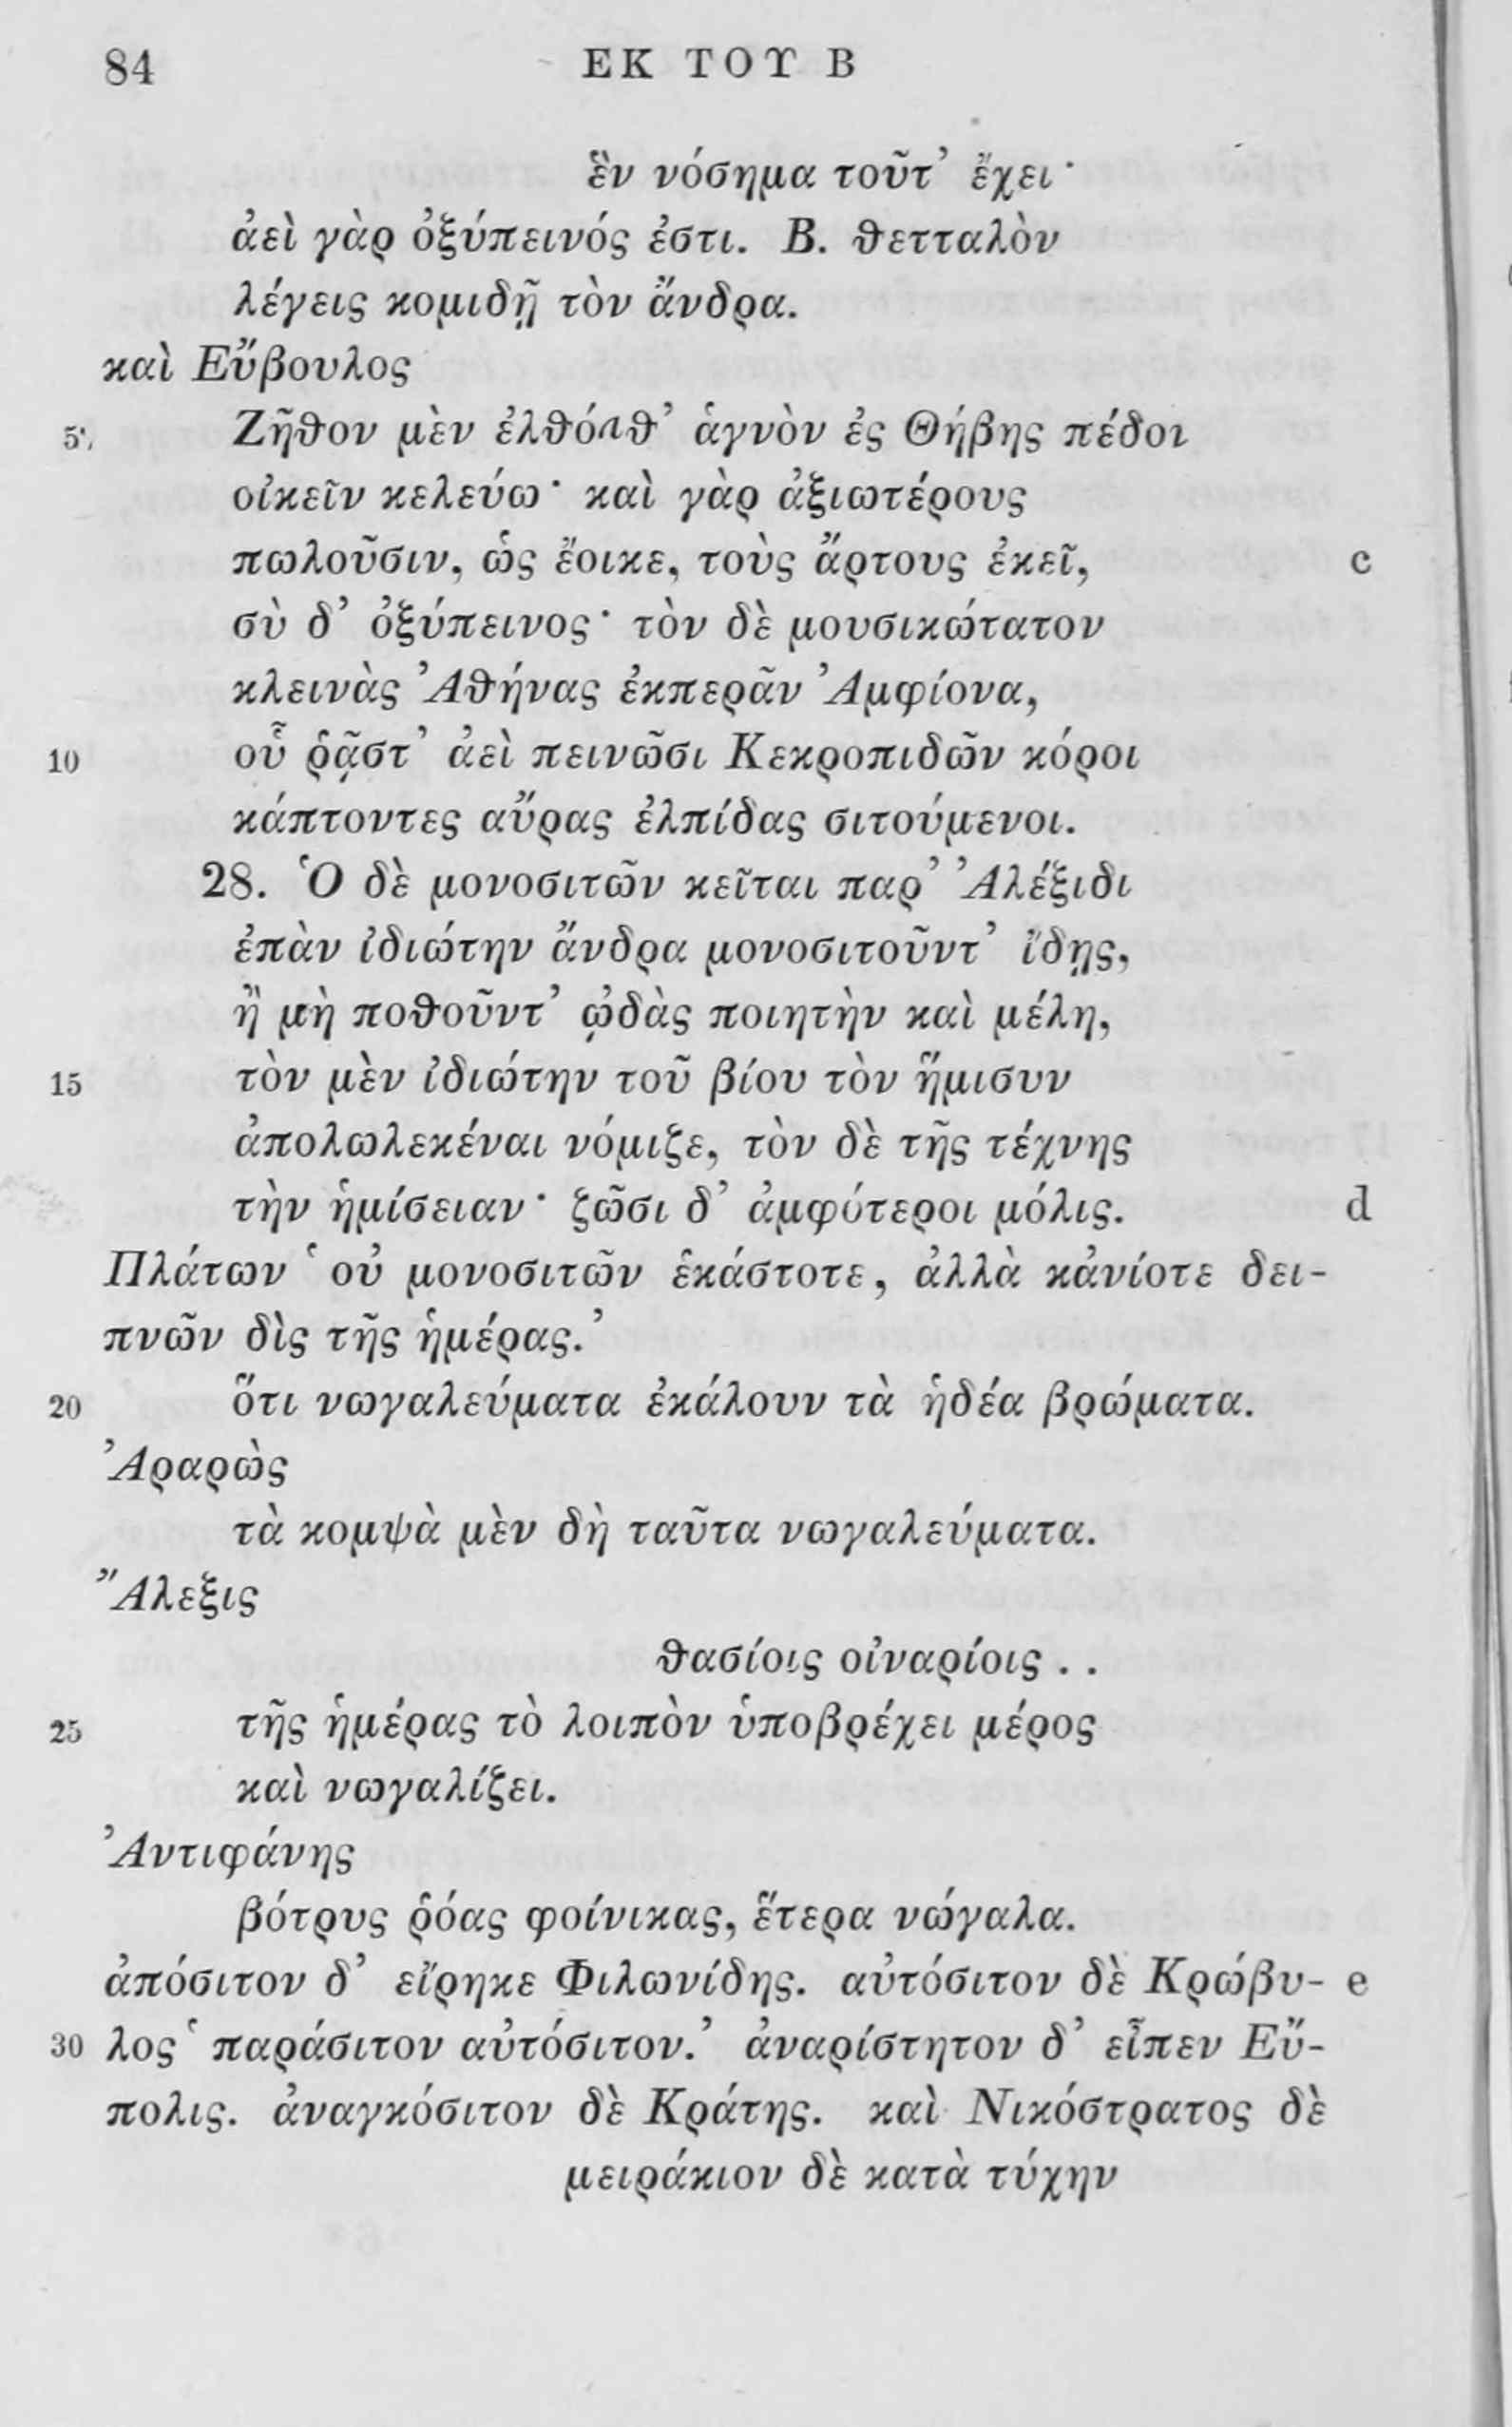 84 ΕΚ ΤΟΥ Β
ἓν νόσημα τοῦτ’ ἔχει·
ἀεὶ γὰρ ὀξύπεινός ἐστι. Β. Θετταλὸν
λέγεις κομιδῇ τὸν ἄνδρα.
καὶ Εὔβουλος
5 Ζῆθον μὲν ἐλθόνθ’ ἁγνὸν ἐς Θήβης πέδον
οἰκεῖν κελεύω· καὶ γὰρ ἀξιωτέρους
πωλοῦσιν, ὡς ἔοικε, τοὺς ἄρτους ἐκεῖ, c
σὺ δ’ ὀξύπεινος· τὸν δὲ μουσικώτατον
κλεινὰς Ἀθήνας ἐκπερᾶν Ἀμφίονα,
10 οὗ ῥᾷστ’ ἀεὶ πεινῶσι Κεκροπιδῶν κόροι
κάπτοντες αὔρας ἐλπίδας σιτούμενοι.
28. Ὁ δὲ μονοσιτῶν κεῖται παρ’ Ἀλέξιδι
ἐπὰν ἰδιώτην ἄνδρα μονοσιτοῦντ’ ἴδῃς,
ἢ μὴ ποθοῦντ’ ᾠδὰς ποιητὴν καὶ μέλη,
15 τὸν μὲν ἰδιώτην τοῦ βίου τὸν ἥμισυν
ἀπολωλεκέναι νόμιζε, τὸν δὲ τῆς τέχνης
τὴν ἡμίσειαν· ζῶσι δ’ ἀμφότεροι μόλις. d
Πλάτων ‘οὐ μονοσιτῶν ἑκάστοτε, ἀλλὰ κἀνίοτε δει-
πνῶν δὶς τῆς ἡμέρας.’
20 ὅτι νωγαλεύματα ἐκάλουν τὰ ἡδέα βρώματα.
Ἀραρὼς
τὰ κομψὰ μὲν δὴ ταῦτα νωγαλεύματα.
Ἄλεξις
Θασίοις οἰναρίοις . .
25 τῆς ἡμέρας τὸ λοιπὸν ὑποβρέχει μέρος
καὶ νωγαλίζει.
Ἀντιφάνης
βότρυς ῥόας φοίνικας, ἕτερα νώγαλα.
ἀπόσιτον δ’ εἴρηκε Φιλωνίδης. αὐτόσιτον δὲ Κρώβυ- e
30 λος ‘παράσιτον αὐτόσιτον.’ ἀναρίστητον δ’ εἶπεν Εὔ-
πολις. ἀναγκόσιτον δὲ Κράτης. καὶ Νικόστρατος δὲ
μειράκιον δὲ κατὰ τύχην